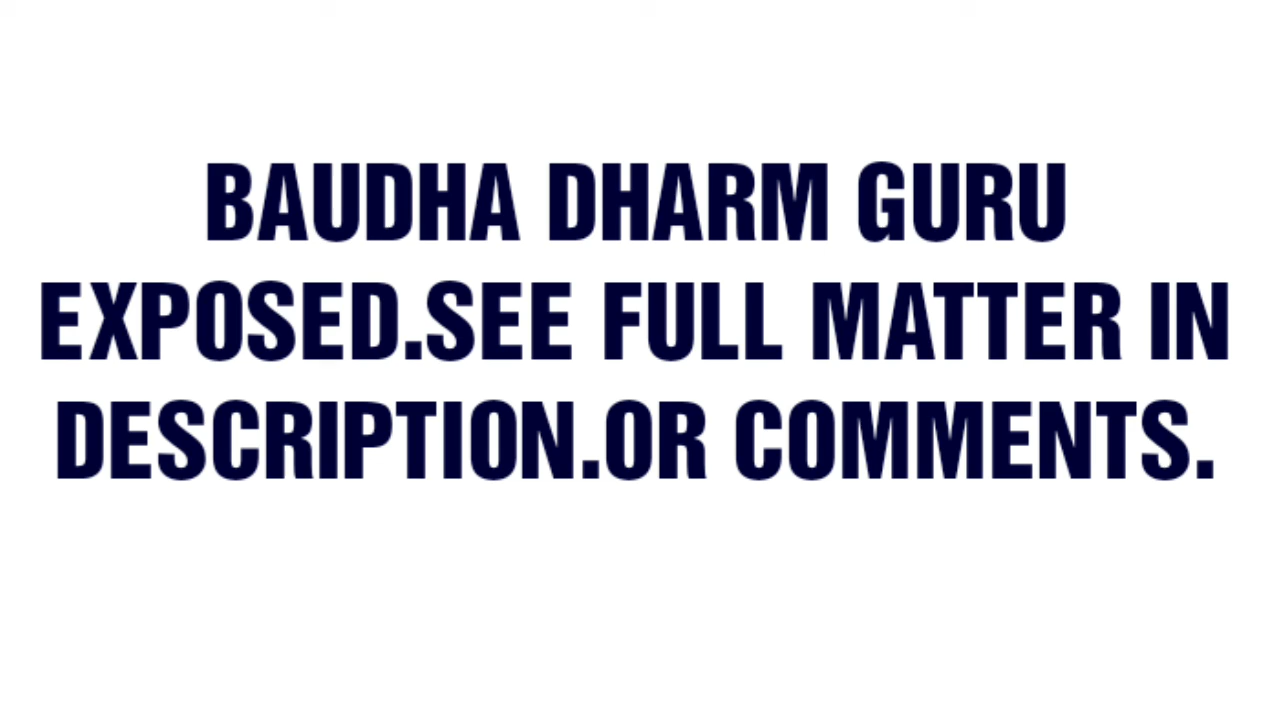 BAUDHA DHARM GURU
EXPOSED.SEE FULL MATTER IN
DESCRIPTION.OR COMMENTS.